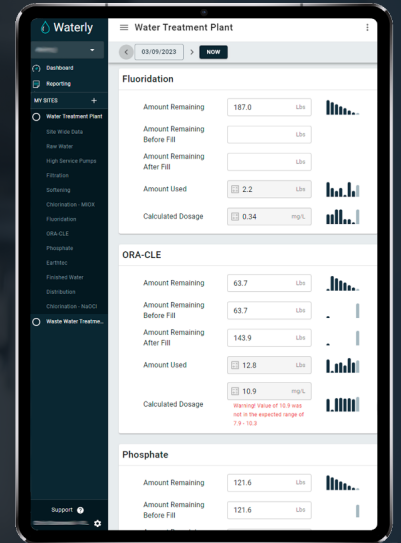 Waterly
Water Treatment Plant
03/09/2023
NOW
Dashboard
Reporting
MY SITES +
Water Treatment Plant
Site Wide Data
Raw Water
High Service Pumps
Filtration
Softening
Chlorination - MIOX
Fluoridation
ORA-CLE
Phosphate
Earthtec
Finished Water
Distribution
Chlorination - NaOCl
Waste Water Treatme..
Support
Fluoridation
Amount Remaining 187.0 Lbs
Amount Remaining
Before Fill Lbs
Amount Remaining
After Fill Lbs
Amount Used 2.2 Lbs
Calculated Dosage 0.34 mg/L
ORA-CLE
Amount Remaining 63.7 Lbs
Amount Remaining
Before Fill 63.7 Lbs
Amount Remaining
After Fill 143.9 Lbs
Amount Used 12.8 Lbs
Calculated Dosage 10.9 mg/L
Warning! Value of 10.9 was
not in the expected range of
7.9 - 10.3
Phosphate
Amount Remaining 121.6 Lbs
Amount Remaining
Before Fill 121.6 Lbs